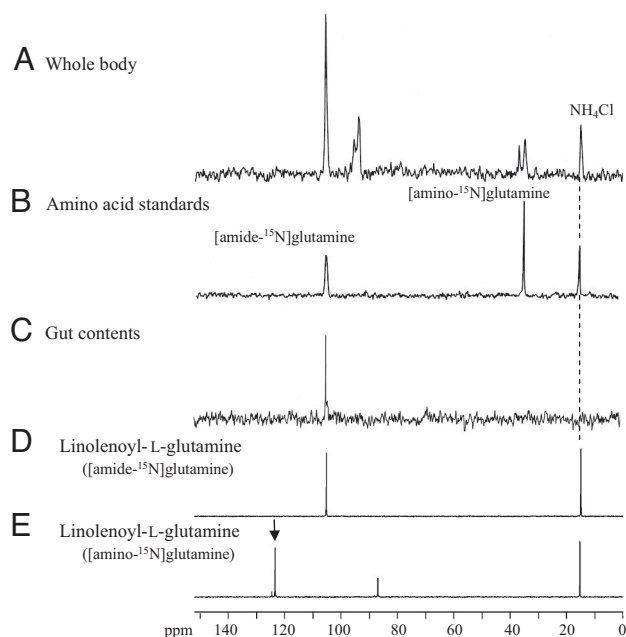 A Whole body
NH₄Cl
B Amino acid standards
[amino-¹⁵N]glutamine
[amide-¹⁵N]glutamine
C Gut contents
D Linolenoyl-L-glutamine
([amide-¹⁵N]glutamine)
E Linolenoyl-L-glutamine
([amino-¹⁵N]glutamine)
ppm 140 120 100 80 60 40 20 0